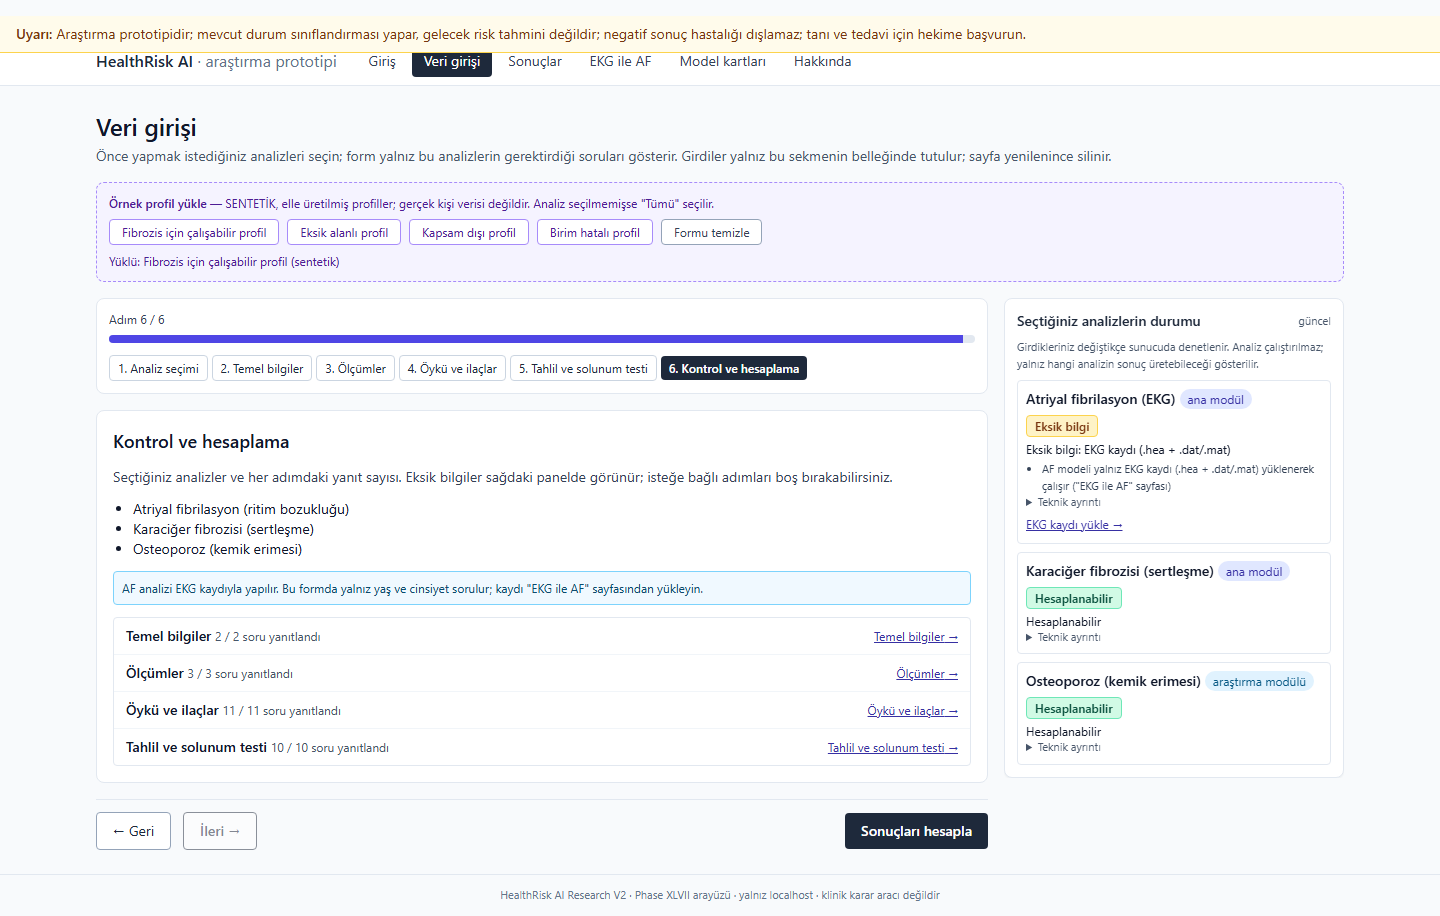 Uyarı: Araştırma prototipidir; mevcut durum sınıflandırması yapar, gelecek risk tahmini değildir; negatif sonuç hastalığı dışlamaz; tanı ve tedavi için hekime başvurun.
HealthRisk AI · araştırma prototipi Giriş Veri girişi Sonuçlar EKG ile AF Model kartları Hakkında
Veri girişi
Önce yapmak istediğiniz analizleri seçin; form yalnız bu analizlerin gerektirdiği soruları gösterir. Girdiler yalnız bu sekmenin belleğinde tutulur; sayfa yenilenince silinir.
Örnek profil yükle — SENTETİK, elle üretilmiş profiller; gerçek kişi verisi değildir. Analiz seçilmemişse "Tümü" seçilir.
Fibrozis için çalışabilir profil Eksik alanlı profil Kapsam dışı profil Birim hatalı profil Formu temizle
Yüklü: Fibrozis için çalışabilir profil (sentetik)
Adım 6 / 6
1. Analiz seçimi 2. Temel bilgiler 3. Ölçümler 4. Öykü ve ilaçlar 5. Tahlil ve solunum testi 6. Kontrol ve hesaplama
Kontrol ve hesaplama
Seçtiğiniz analizler ve her adımdaki yanıt sayısı. Eksik bilgiler sağdaki panelde görünür; isteğe bağlı adımları boş bırakabilirsiniz.
• Atriyal fibrilasyon (ritim bozukluğu)
• Karaciğer fibrozisi (sertleşme)
• Osteoporoz (kemik erimesi)
AF analizi EKG kaydıyla yapılır. Bu formda yalnız yaş ve cinsiyet sorulur; kaydı "EKG ile AF" sayfasından yükleyin.
Temel bilgiler 2 / 2 soru yanıtlandı Temel bilgiler →
Ölçümler 3 / 3 soru yanıtlandı Ölçümler →
Öykü ve ilaçlar 11 / 11 soru yanıtlandı Öykü ve ilaçlar →
Tahlil ve solunum testi 10 / 10 soru yanıtlandı Tahlil ve solunum testi →
← Geri İleri → Sonuçları hesapla
Seçtiğiniz analizlerin durumu güncel
Girdikleriniz değiştikçe sunucuda denetlenir. Analiz çalıştırılmaz;
yalnız hangi analizin sonuç üretebileceği gösterilir.
Atriyal fibrilasyon (EKG) ana modül
Eksik bilgi
Eksik bilgi: EKG kaydı (.hea + .dat/.mat)
• AF modeli yalnız EKG kaydı (.hea + .dat/.mat) yüklenerek
çalışır ("EKG ile AF" sayfası)
▶ Teknik ayrıntı
EKG kaydı yükle →
Karaciğer fibrozisi (sertleşme) ana modül
Hesaplanabilir
Hesaplanabilir
▶ Teknik ayrıntı
Osteoporoz (kemik erimesi) araştırma modülü
Hesaplanabilir
Hesaplanabilir
▶ Teknik ayrıntı
HealthRisk AI Research V2 · Phase XLVII arayüzü · yalnız localhost · klinik karar aracı değildir